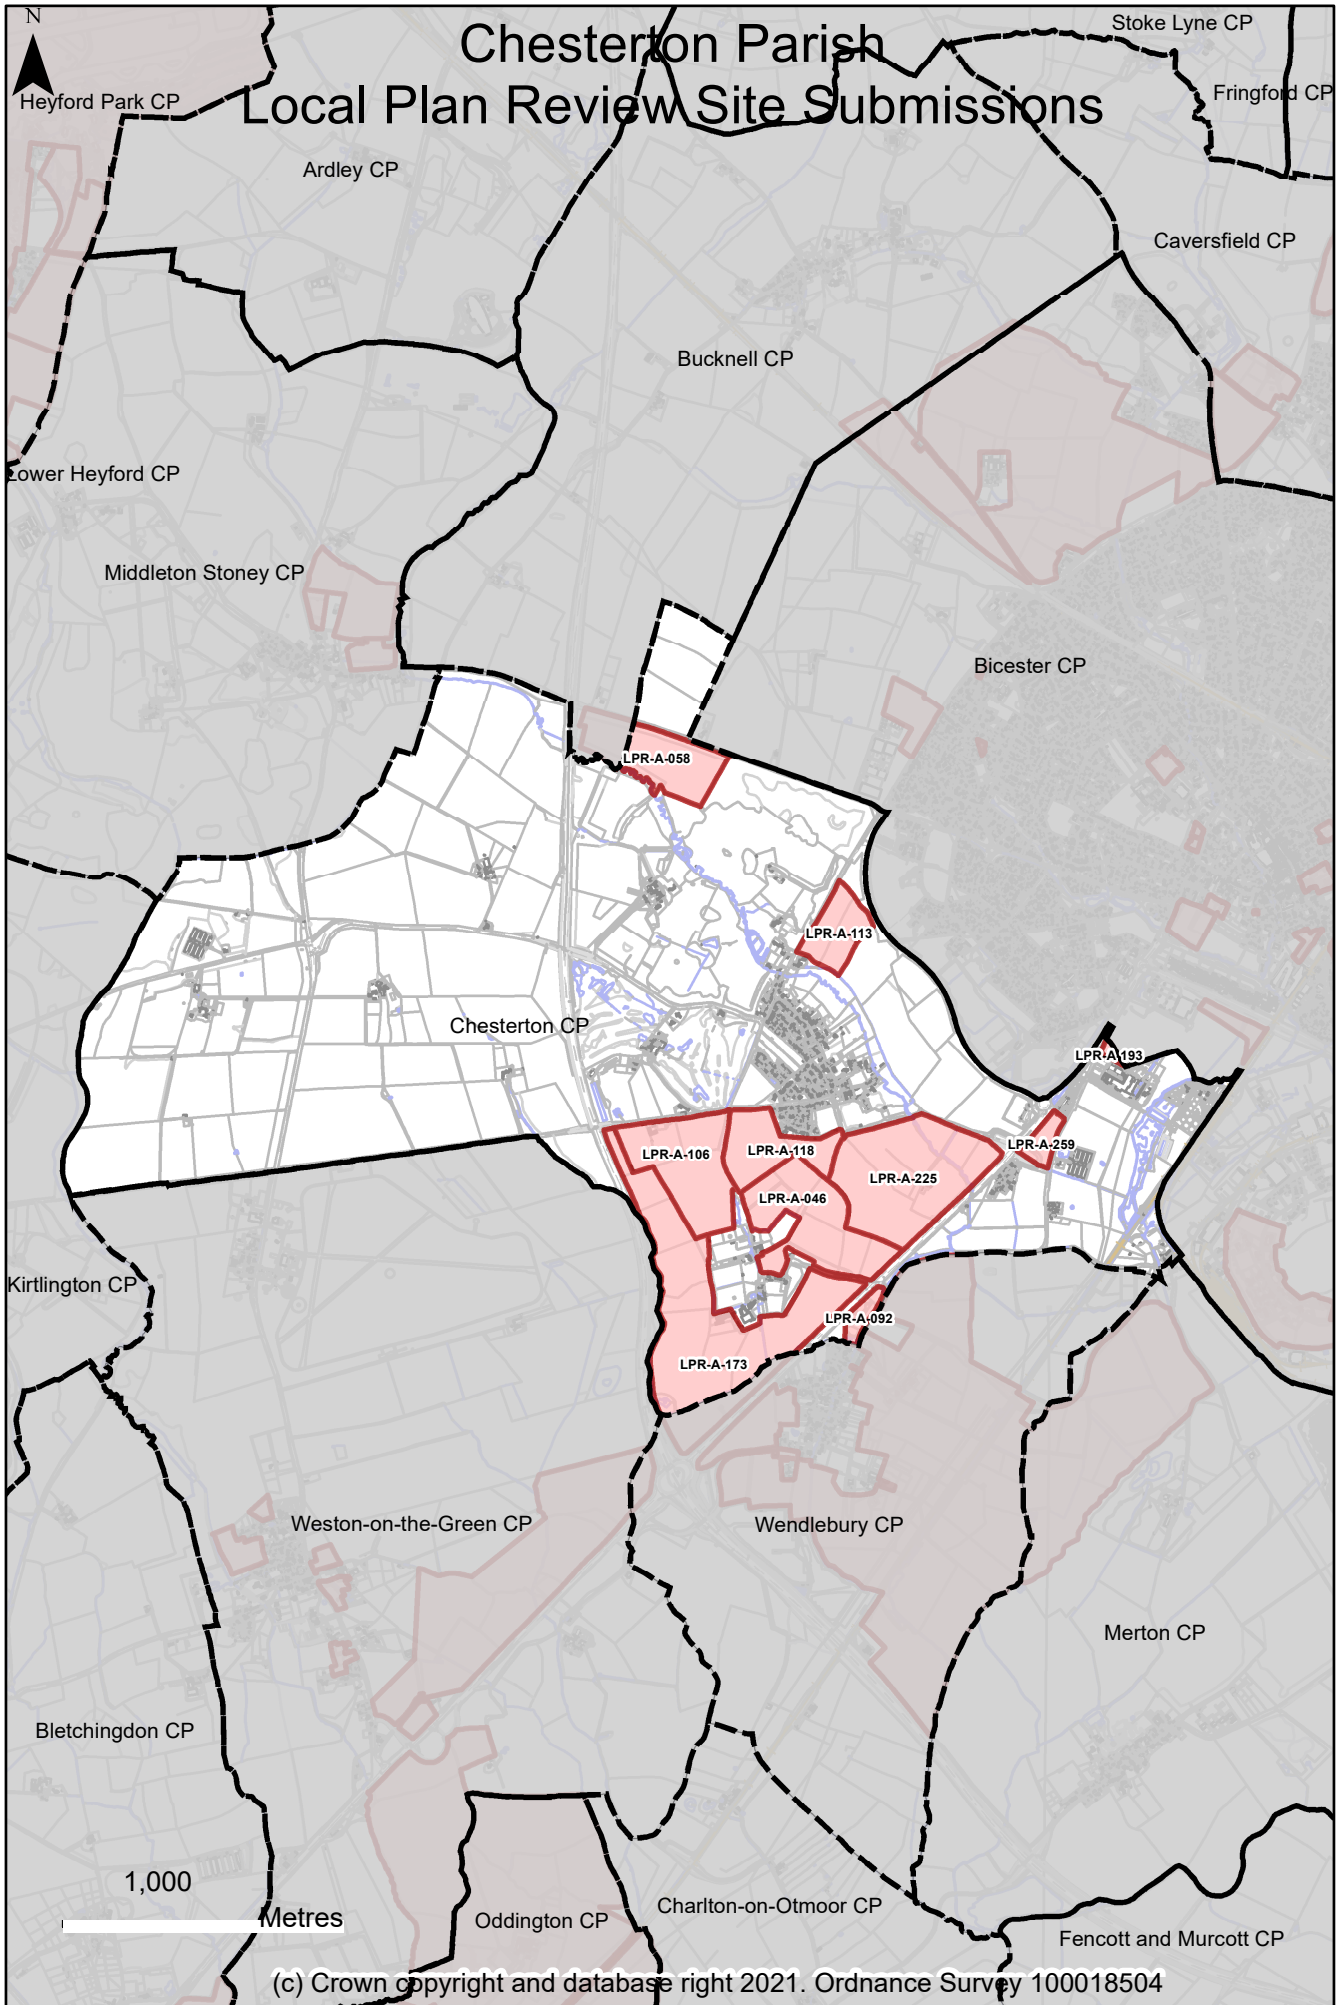 N
Chesterton Parish
Local Plan Review Site Submissions
Stoke Lyne CP
Fringford CP
Heyford Park CP
Ardley CP
Caversfield CP
Bucknell CP
Lower Heyford CP
Middleton Stoney CP
Bicester CP
LPR-A-058
LPR-A-113
Chesterton CP
LPR-A-193
LPR-A-259
LPR-A-106
LPR-A-118
LPR-A-225
LPR-A-046
Kirtlington CP
LPR-A-092
LPR-A-173
Weston-on-the-Green CP
Wendlebury CP
Merton CP
Bletchingdon CP
1,000
Metres
Oddington CP
Charlton-on-Otmoor CP
Fencott and Murcott CP
(c) Crown copyright and database right 2021. Ordnance Survey 100018504